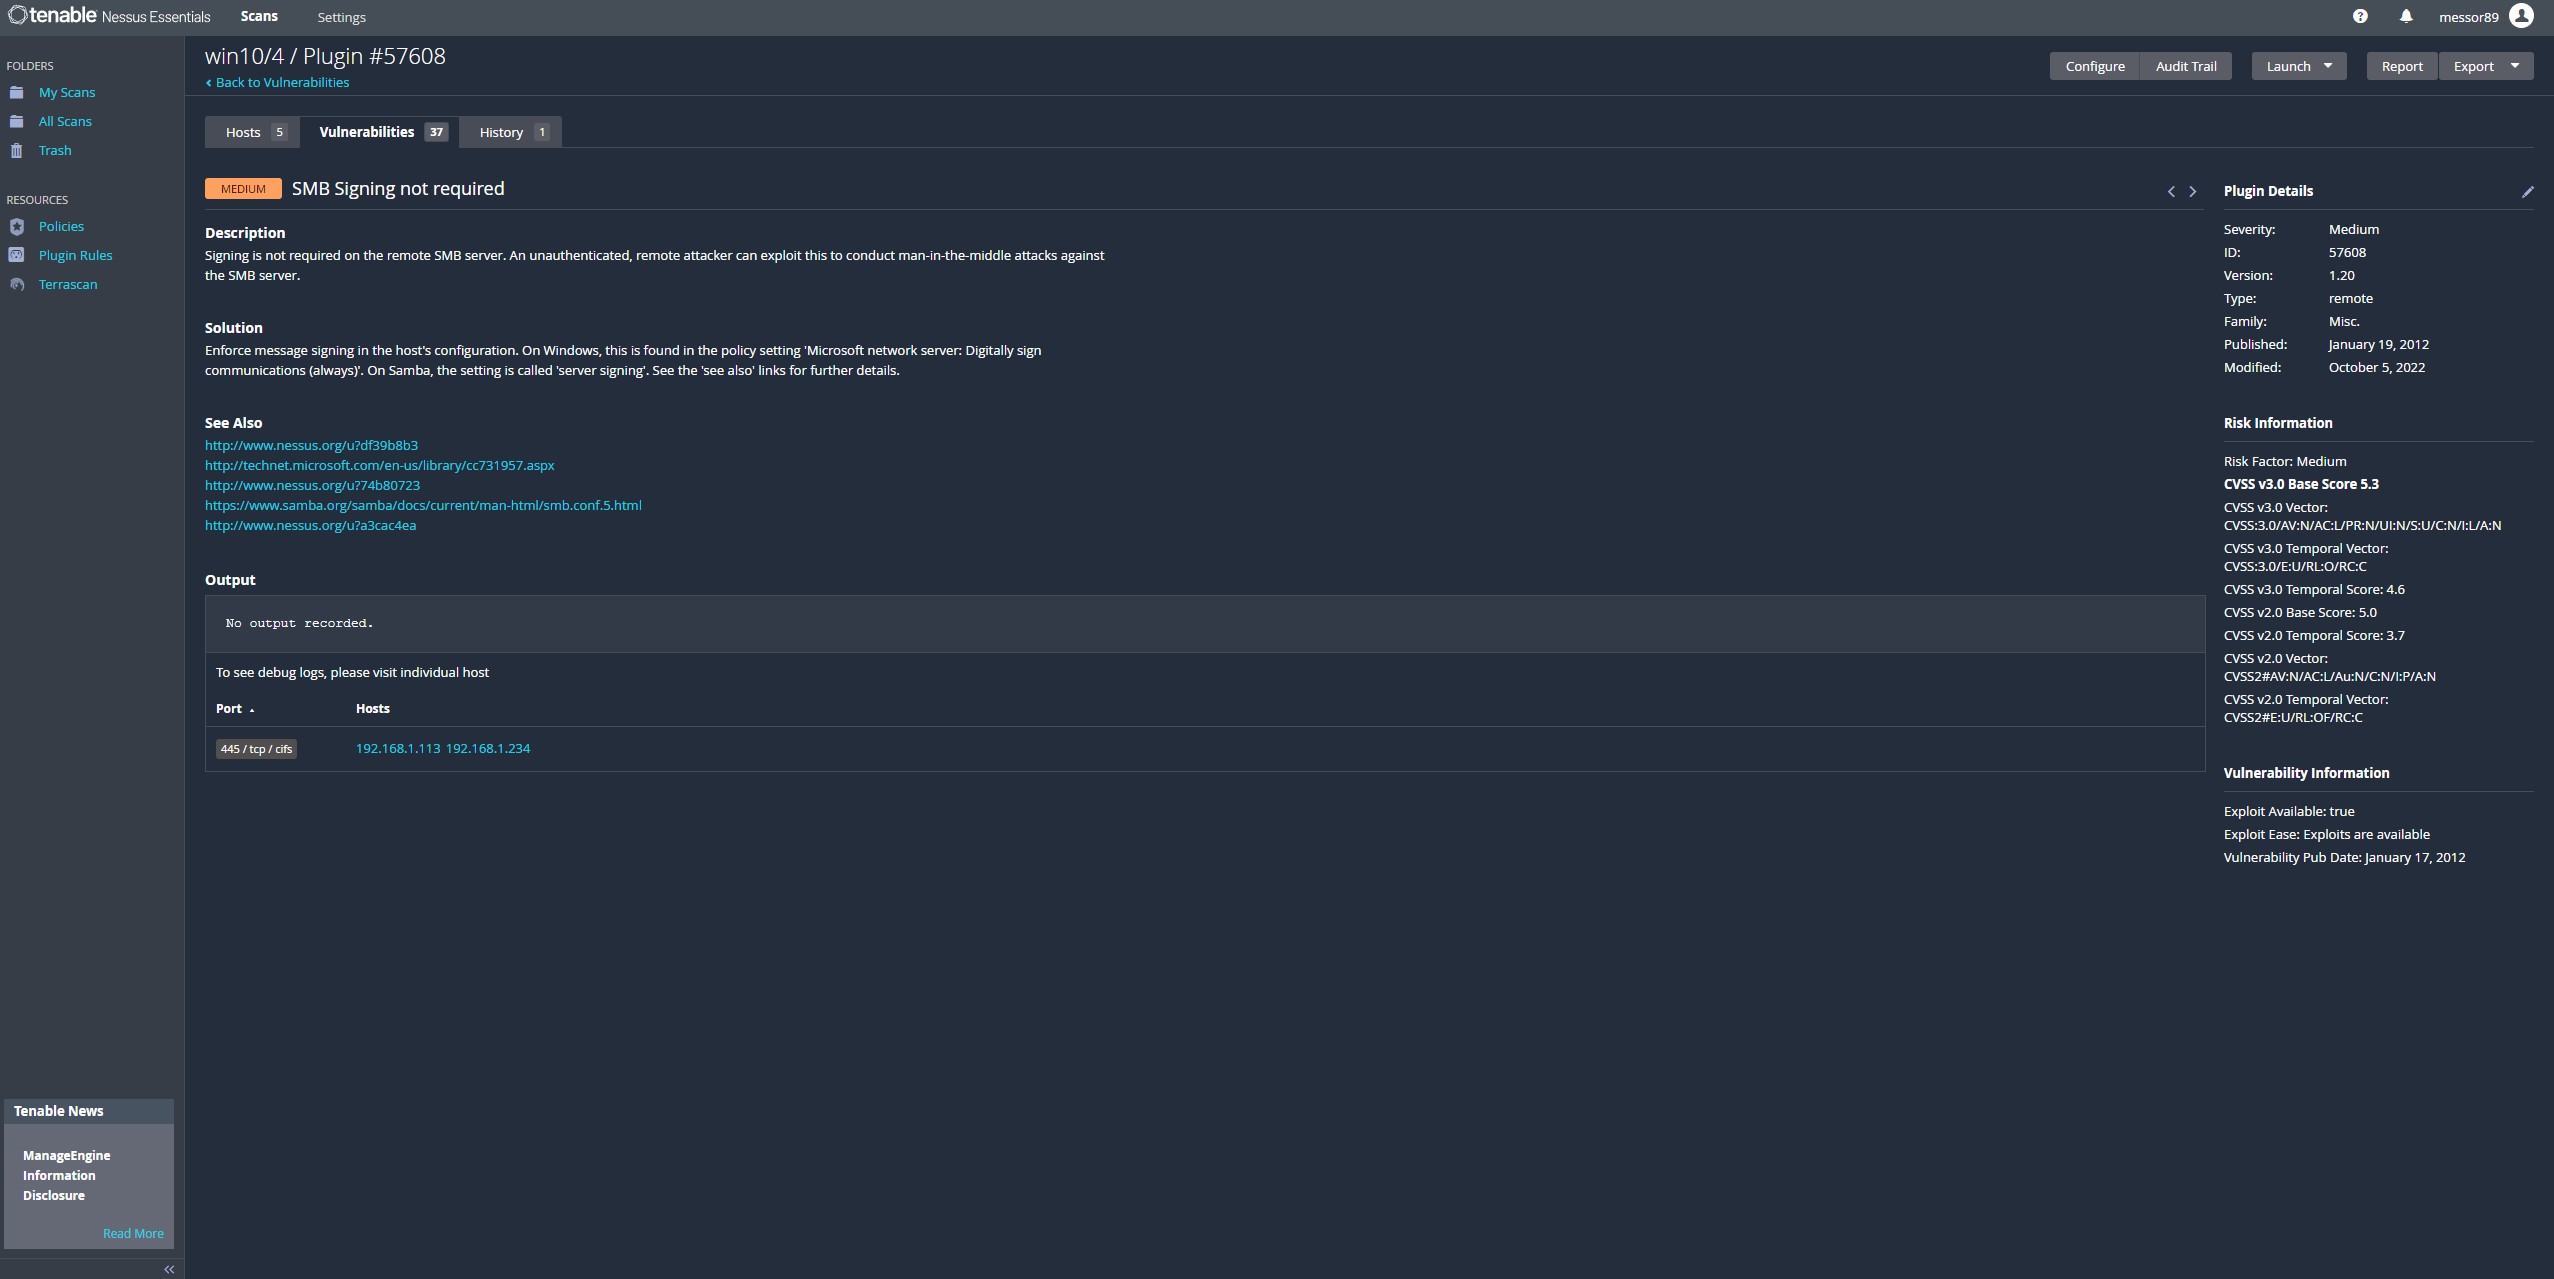 tenable Nessus Essentials Scans Settings messor89
FOLDERS
My Scans
All Scans
Trash
RESOURCES
Policies
Plugin Rules
Terrascan
Tenable News
ManageEngine
Information
Disclosure
Read More
win10/4 / Plugin #57608
Back to Vulnerabilities
Configure Audit Trail Launch Report Export
Hosts 5 Vulnerabilities 37 History 1
MEDIUM SMB Signing not required
Description
Signing is not required on the remote SMB server. An unauthenticated, remote attacker can exploit this to conduct man-in-the-middle attacks against
the SMB server.
Solution
Enforce message signing in the host's configuration. On Windows, this is found in the policy setting 'Microsoft network server: Digitally sign
communications (always)'. On Samba, the setting is called 'server signing'. See the 'see also' links for further details.
See Also
http://www.nessus.org/u?df39b8b3
http://technet.microsoft.com/en-us/library/cc731957.aspx
http://www.nessus.org/u?74b80723
https://www.samba.org/samba/docs/current/man-html/smb.conf.5.html
http://www.nessus.org/u?a3cac4ea
Output
No output recorded.
To see debug logs, please visit individual host
Port Hosts
445 / tcp / cifs 192.168.1.113 192.168.1.234
Plugin Details
Severity: Medium
ID: 57608
Version: 1.20
Type: remote
Family: Misc.
Published: January 19, 2012
Modified: October 5, 2022
Risk Information
Risk Factor: Medium
CVSS v3.0 Base Score 5.3
CVSS v3.0 Vector:
CVSS:3.0/AV:N/AC:L/PR:N/UI:N/S:U/C:N/I:L/A:N
CVSS v3.0 Temporal Vector:
CVSS:3.0/E:U/RL:O/RC:C
CVSS v3.0 Temporal Score: 4.6
CVSS v2.0 Base Score: 5.0
CVSS v2.0 Temporal Score: 3.7
CVSS v2.0 Vector:
CVSS2#AV:N/AC:L/Au:N/C:N/I:P/A:N
CVSS v2.0 Temporal Vector:
CVSS2#E:U/RL:OF/RC:C
Vulnerability Information
Exploit Available: true
Exploit Ease: Exploits are available
Vulnerability Pub Date: January 17, 2012